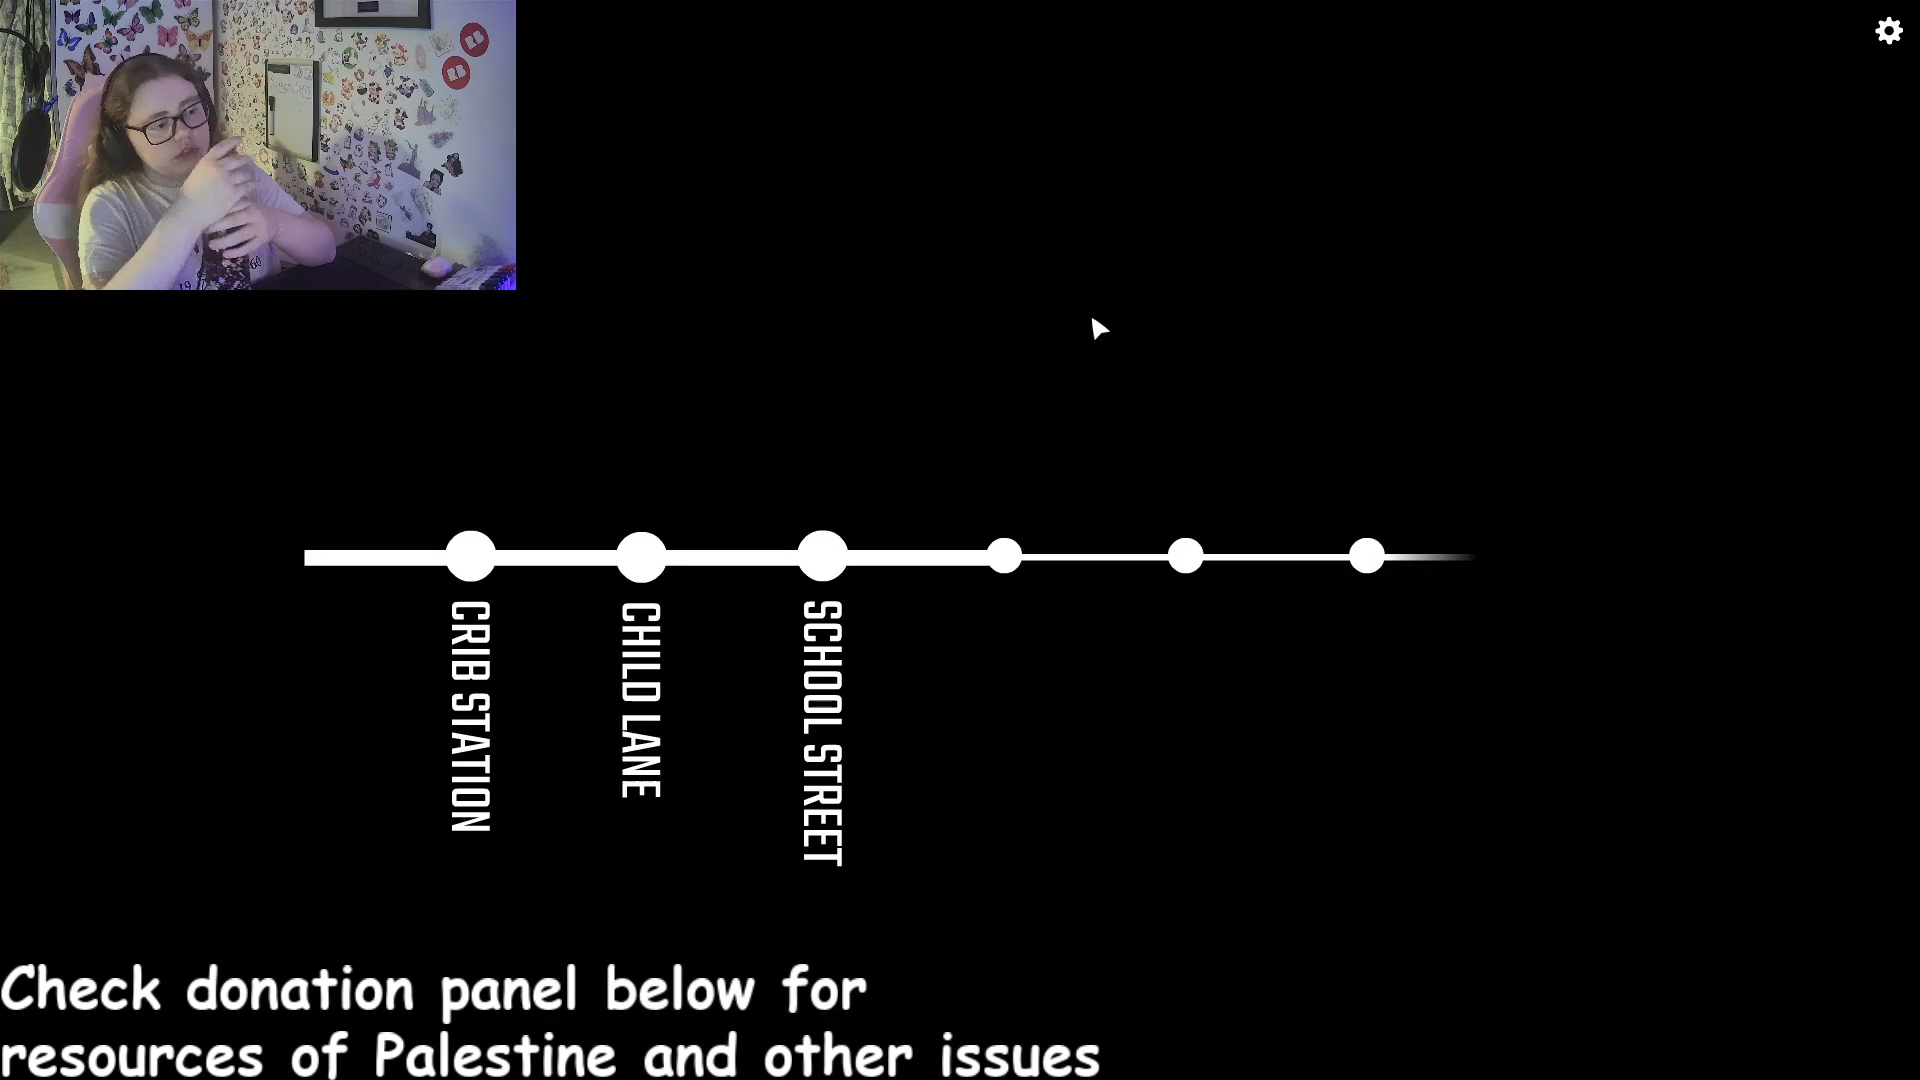 CRIB STATION
CHILD LANE
SCHOOL STREET
Check donation panel below for
resources of Palestine and other issues